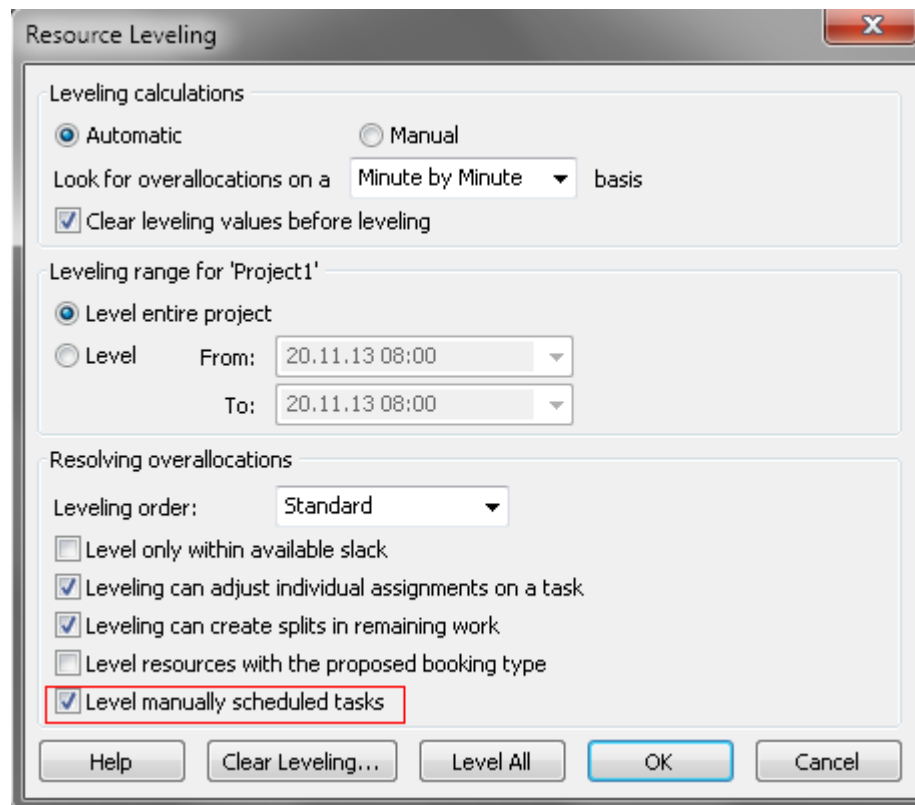 Resource Leveling
Leveling calculations
Automatic Manual
Look for overallocations on a Minute by Minute basis
Clear leveling values before leveling
Leveling range for 'Project1'
Level entire project
Level From: 20.11.13 08:00
To: 20.11.13 08:00
Resolving overallocations
Leveling order: Standard
Level only within available slack
Leveling can adjust individual assignments on a task
Leveling can create splits in remaining work
Level resources with the proposed booking type
Level manually scheduled tasks
Help Clear Leveling... Level All OK Cancel